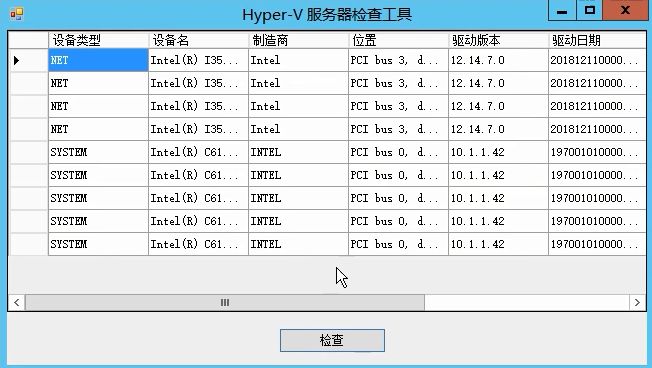 Hyper-V 服务器检查工具
设备类型 设备名 制造商 位置 驱动版本 驱动日期
NET Intel(R) I35... Intel PCI bus 3, d... 12.14.7.0 201812110000...
NET Intel(R) I35... Intel PCI bus 3, d... 12.14.7.0 201812110000...
NET Intel(R) I35... Intel PCI bus 3, d... 12.14.7.0 201812110000...
NET Intel(R) I35... Intel PCI bus 3, d... 12.14.7.0 201812110000...
SYSTEM Intel(R) C61... INTEL PCI bus 0, d... 10.1.1.42 197001010000...
SYSTEM Intel(R) C61... INTEL PCI bus 0, d... 10.1.1.42 197001010000...
SYSTEM Intel(R) C61... INTEL PCI bus 0, d... 10.1.1.42 197001010000...
SYSTEM Intel(R) C61... INTEL PCI bus 0, d... 10.1.1.42 197001010000...
SYSTEM Intel(R) C61... INTEL PCI bus 0, d... 10.1.1.42 197001010000...
检查